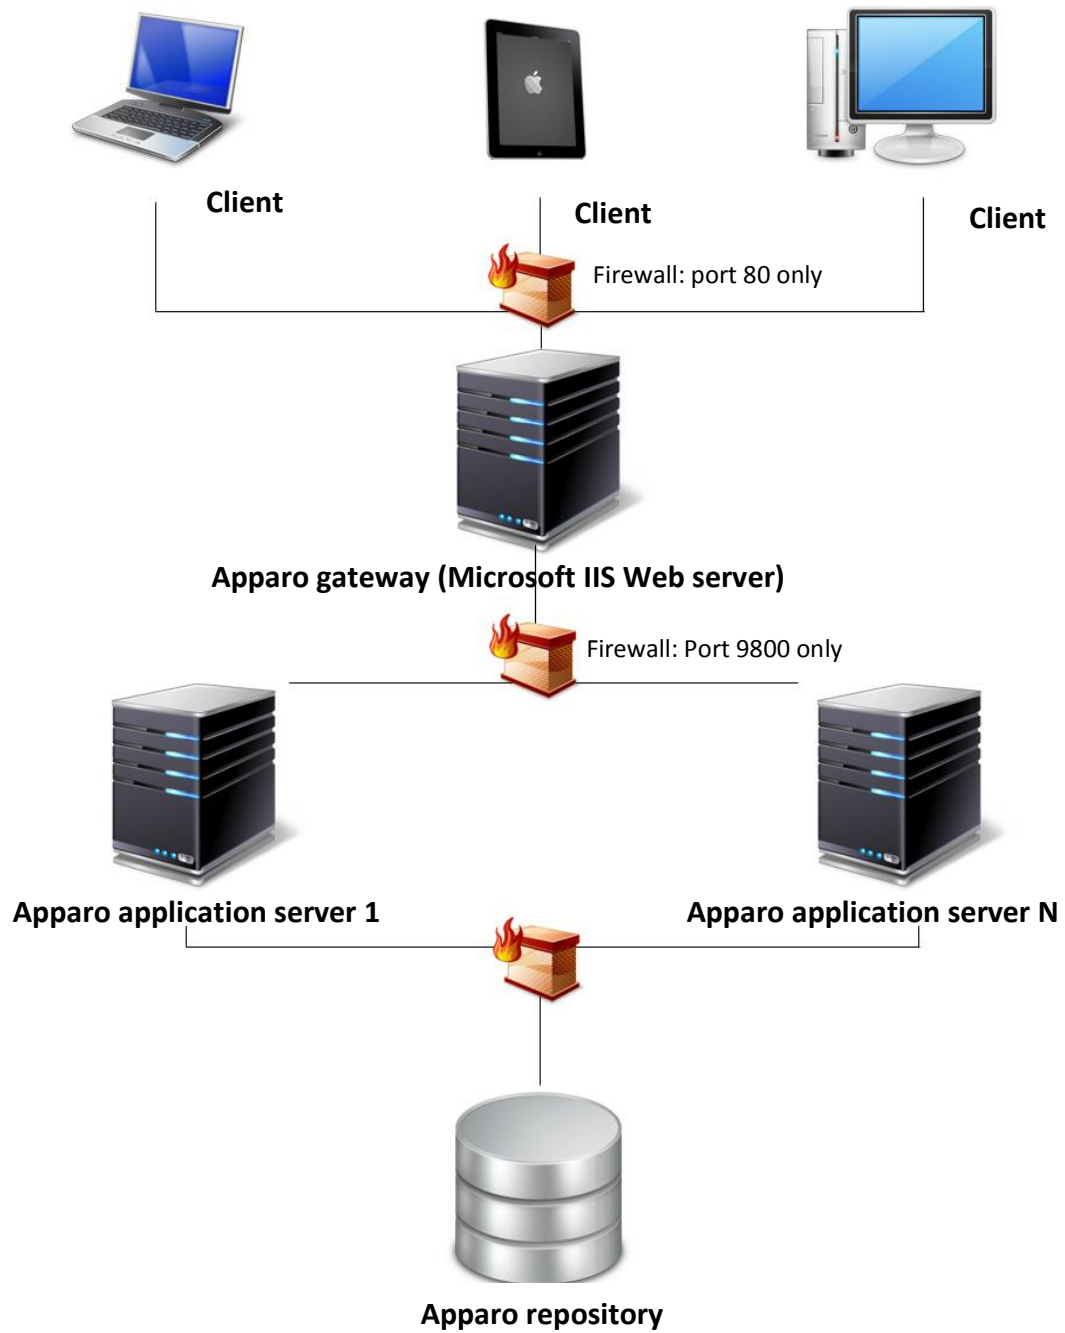 Client
Client
Client
Firewall: port 80 only
Apparo gateway (Microsoft IIS Web server)
Firewall: Port 9800 only
Apparo application server 1
Apparo application server N
Apparo repository